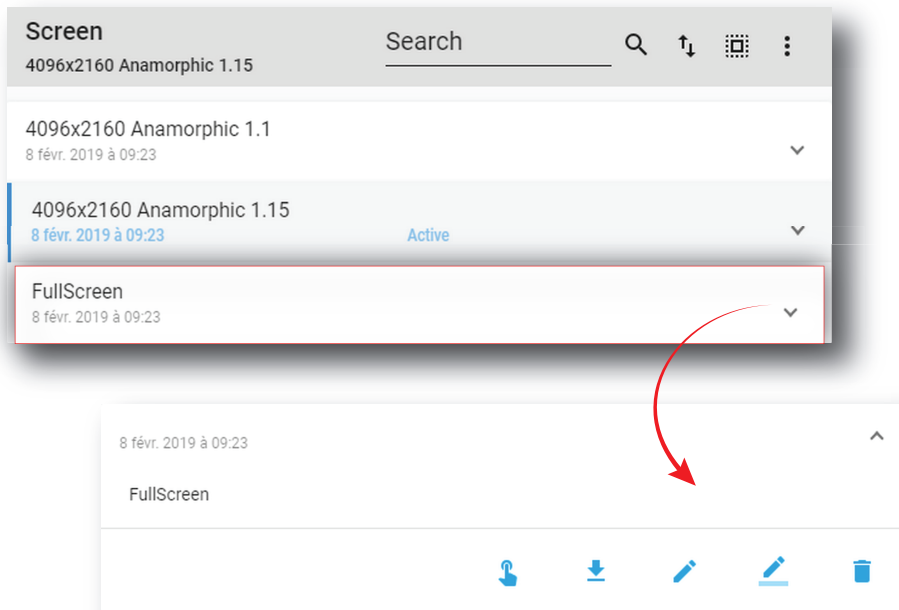 Screen
4096x2160 Anamorphic 1.15
Search
4096x2160 Anamorphic 1.1
8 févr. 2019 à 09:23
4096x2160 Anamorphic 1.15
8 févr. 2019 à 09:23 Active
FullScreen
8 févr. 2019 à 09:23
8 févr. 2019 à 09:23
FullScreen